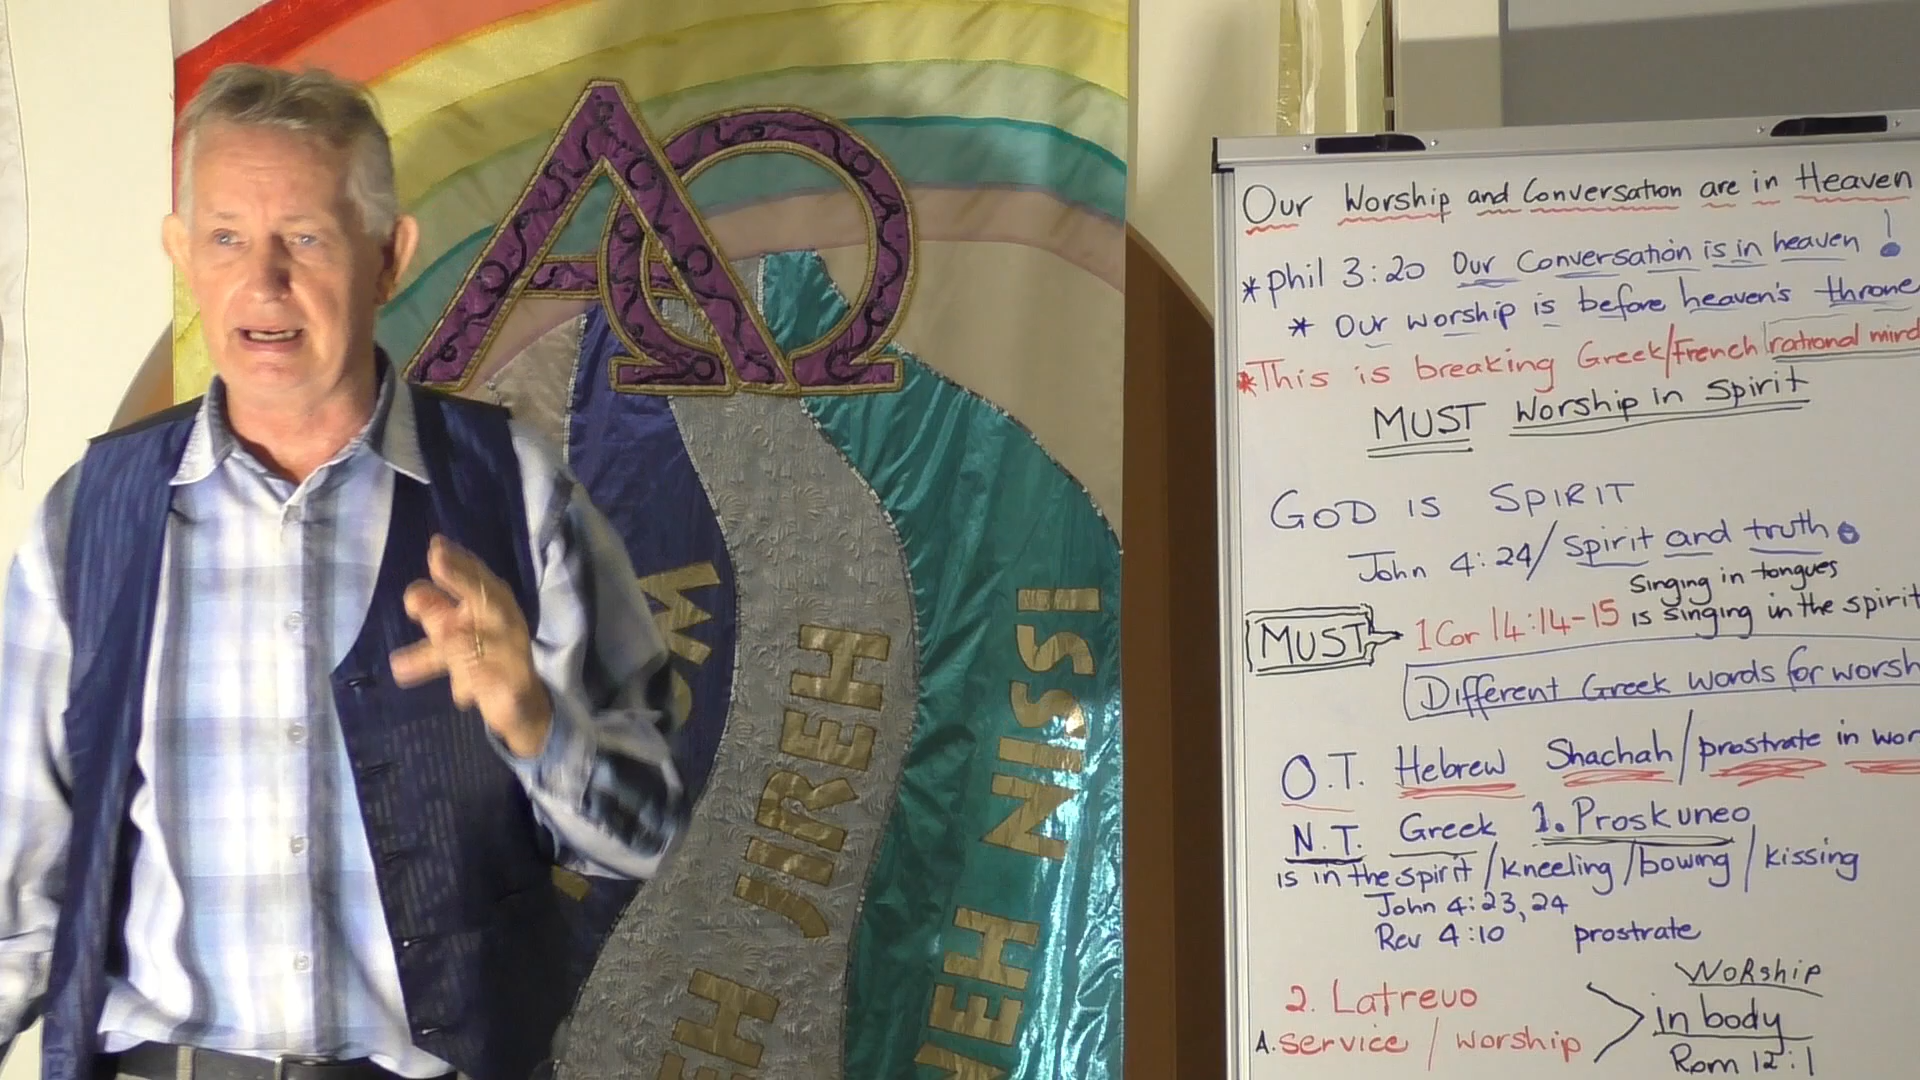 ΑΩ
OM
EH JIREH
VEH NISSI
Our Worship and Conversation are in Heaven
* phil 3:20 Our Conversation is in heaven !
* Our worship is before heaven's throne
*This is breaking Greek/French rational mind
MUST Worship in Spirit
GOD IS SPIRIT
John 4:24/ Spirit and truth.
Singing in tongues
MUST 1 Cor 14:14-15 is singing in the spirit
Different Greek words for worsh
O.T. Hebrew Shachah/prostrate in wor
N.T. Greek 1. Proskuneo
is in the spirit/kneeling/bowing/kissing
John 4:23,24
Rev 4:10 prostrate
WORship
2. Latreuo
in body
A. service / worship
Rom 12:1